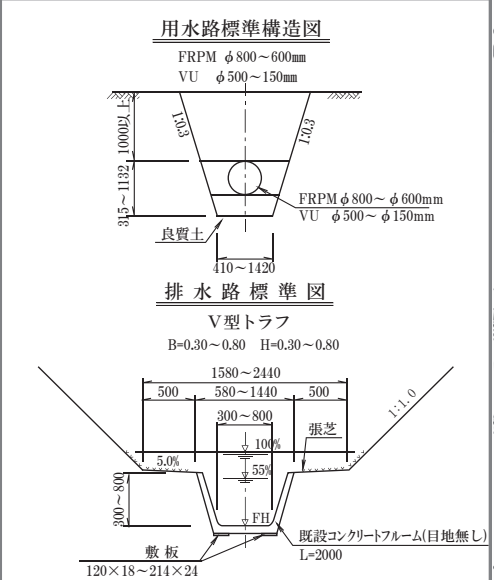 用水路標準構造図
FRPM φ800~600㎜
VU φ500~150㎜
1:0.3
1:0.3
1000以上
315~1132
FRPMφ800~φ600mm
VU φ500~φ150mm
良質土
410~1420
排水路標準図
V型トラフ
B=0.30~0.80 H=0.30~0.80
1580~2440
500
580~1440
500
300~800
1:1.0
100%
張芝
5.0%
55%
300~800
FH
既設コンクリートフルーム(目地無し)
L=2000
敷板
120×18~214×24